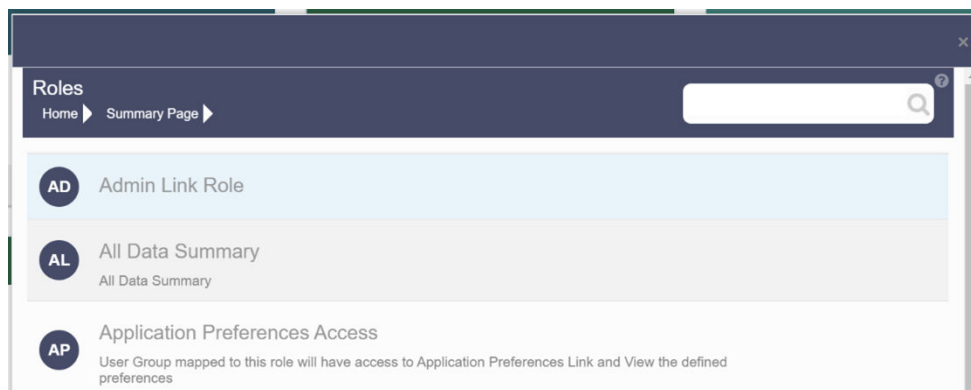 Roles
Home Summary Page
AD Admin Link Role
AL All Data Summary
All Data Summary
AP Application Preferences Access
User Group mapped to this role will have access to Application Preferences Link and View the defined
preferences